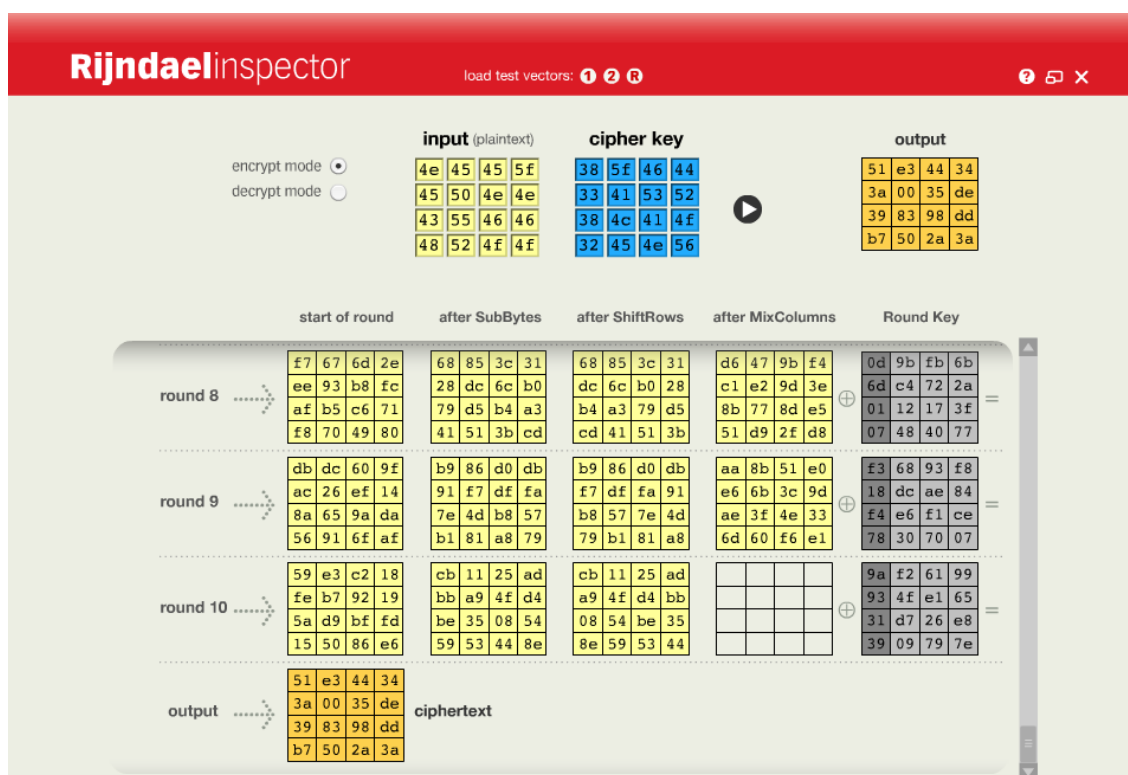 Rijndaelinspector load test vectors: 1 2 R ?
input (plaintext) cipher key output
encrypt mode
decrypt mode
4e 45 45 5f 38 5f 46 44 51 e3 44 34
45 50 4e 4e 33 41 53 52 3a 00 35 de
43 55 46 46 38 4c 41 4f 39 83 98 dd
48 52 4f 4f 32 45 4e 56 b7 50 2a 3a
start of round after SubBytes after ShiftRows after MixColumns Round Key
round 8
f7 67 6d 2e 68 85 3c 31 68 85 3c 31 d6 47 9b f4 0d 9b fb 6b
ee 93 b8 fc 28 dc 6c b0 dc 6c b0 28 c1 e2 9d 3e ⊕ 6d c4 72 2a =
af b5 c6 71 79 d5 b4 a3 b4 a3 79 d5 8b 77 8d e5 01 12 17 3f
f8 70 49 80 41 51 3b cd cd 41 51 3b 51 d9 2f d8 07 48 40 77
round 9
db dc 60 9f b9 86 d0 db b9 86 d0 db aa 8b 51 e0 f3 68 93 f8
ac 26 ef 14 91 f7 df fa f7 df fa 91 e6 6b 3c 9d ⊕ 18 dc ae 84 =
8a 65 9a da 7e 4d b8 57 b8 57 7e 4d ae 3f 4e 33 f4 e6 f1 ce
56 91 6f af b1 81 a8 79 79 b1 81 a8 6d 60 f6 e1 78 30 70 07
round 10
59 e3 c2 18 cb 11 25 ad cb 11 25 ad 9a f2 61 99
fe b7 92 19 bb a9 4f d4 a9 4f d4 bb ⊕ 93 4f e1 65 =
5a d9 bf fd be 35 08 54 08 54 be 35 31 d7 26 e8
15 50 86 e6 59 53 44 8e 8e 59 53 44 39 09 79 7e
output
51 e3 44 34
3a 00 35 de ciphertext
39 83 98 dd
b7 50 2a 3a